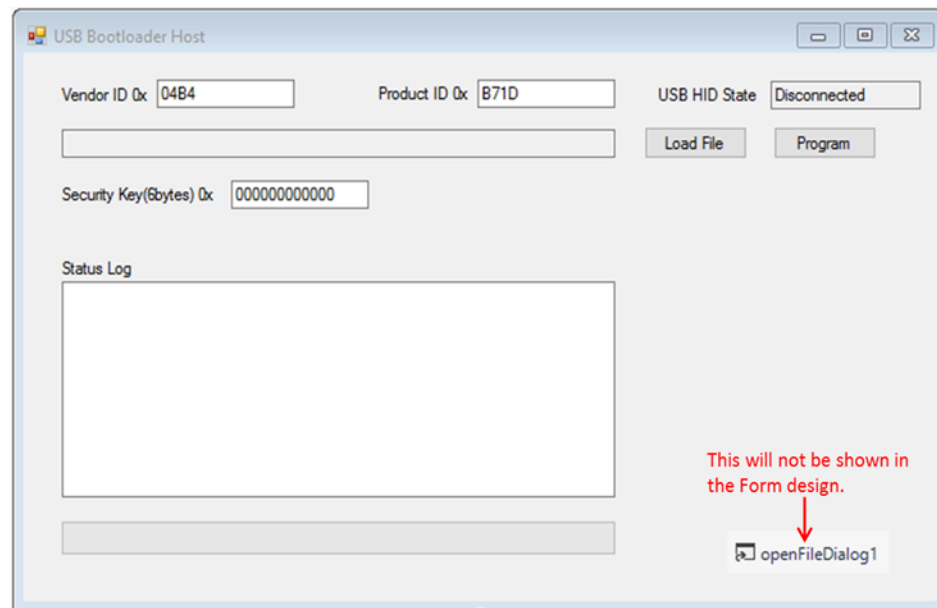 USB Bootloader Host
Vendor ID 0x 04B4 Product ID 0x B71D USB HID State Disconnected
Load File Program
Security Key(6bytes) 0x 000000000000
Status Log
This will not be shown in
the Form design.
openFileDialog1